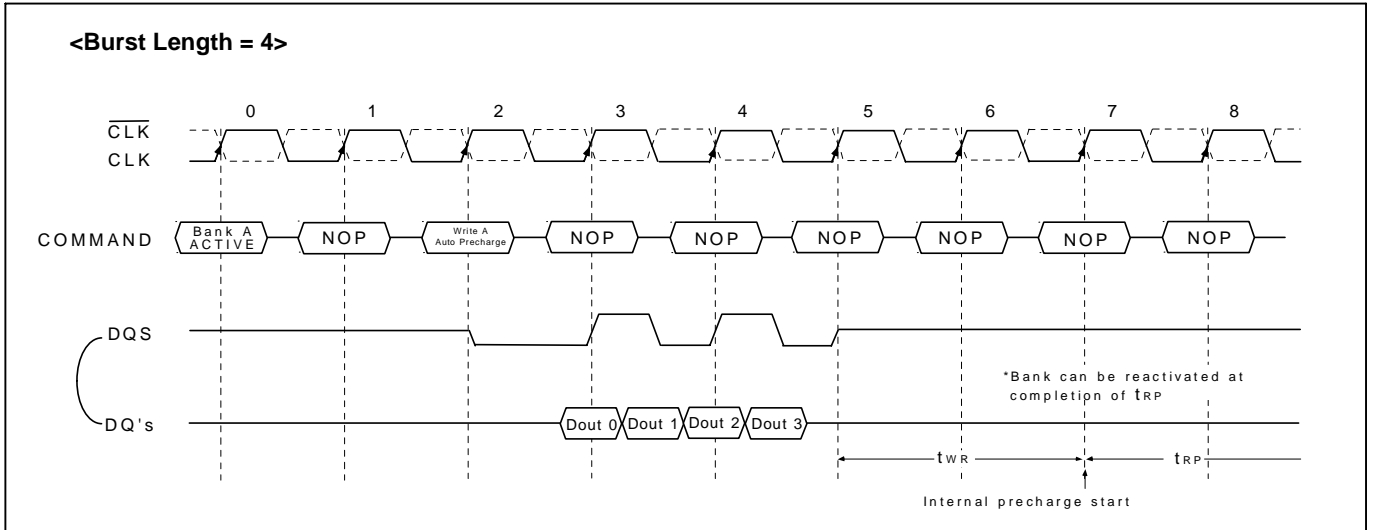 <Burst Length = 4>
0 1 2 3 4 5 6 7 8
CLK
CLK
COMMAND
Bank A
ACTIVE
NOP
Write A
Auto Precharge
NOP
NOP
NOP
NOP
NOP
NOP
DQS
*Bank can be reactivated at
completion of tRP
DQ's
Dout 0 Dout 1 Dout 2 Dout 3
tWR
tRP
Internal precharge start